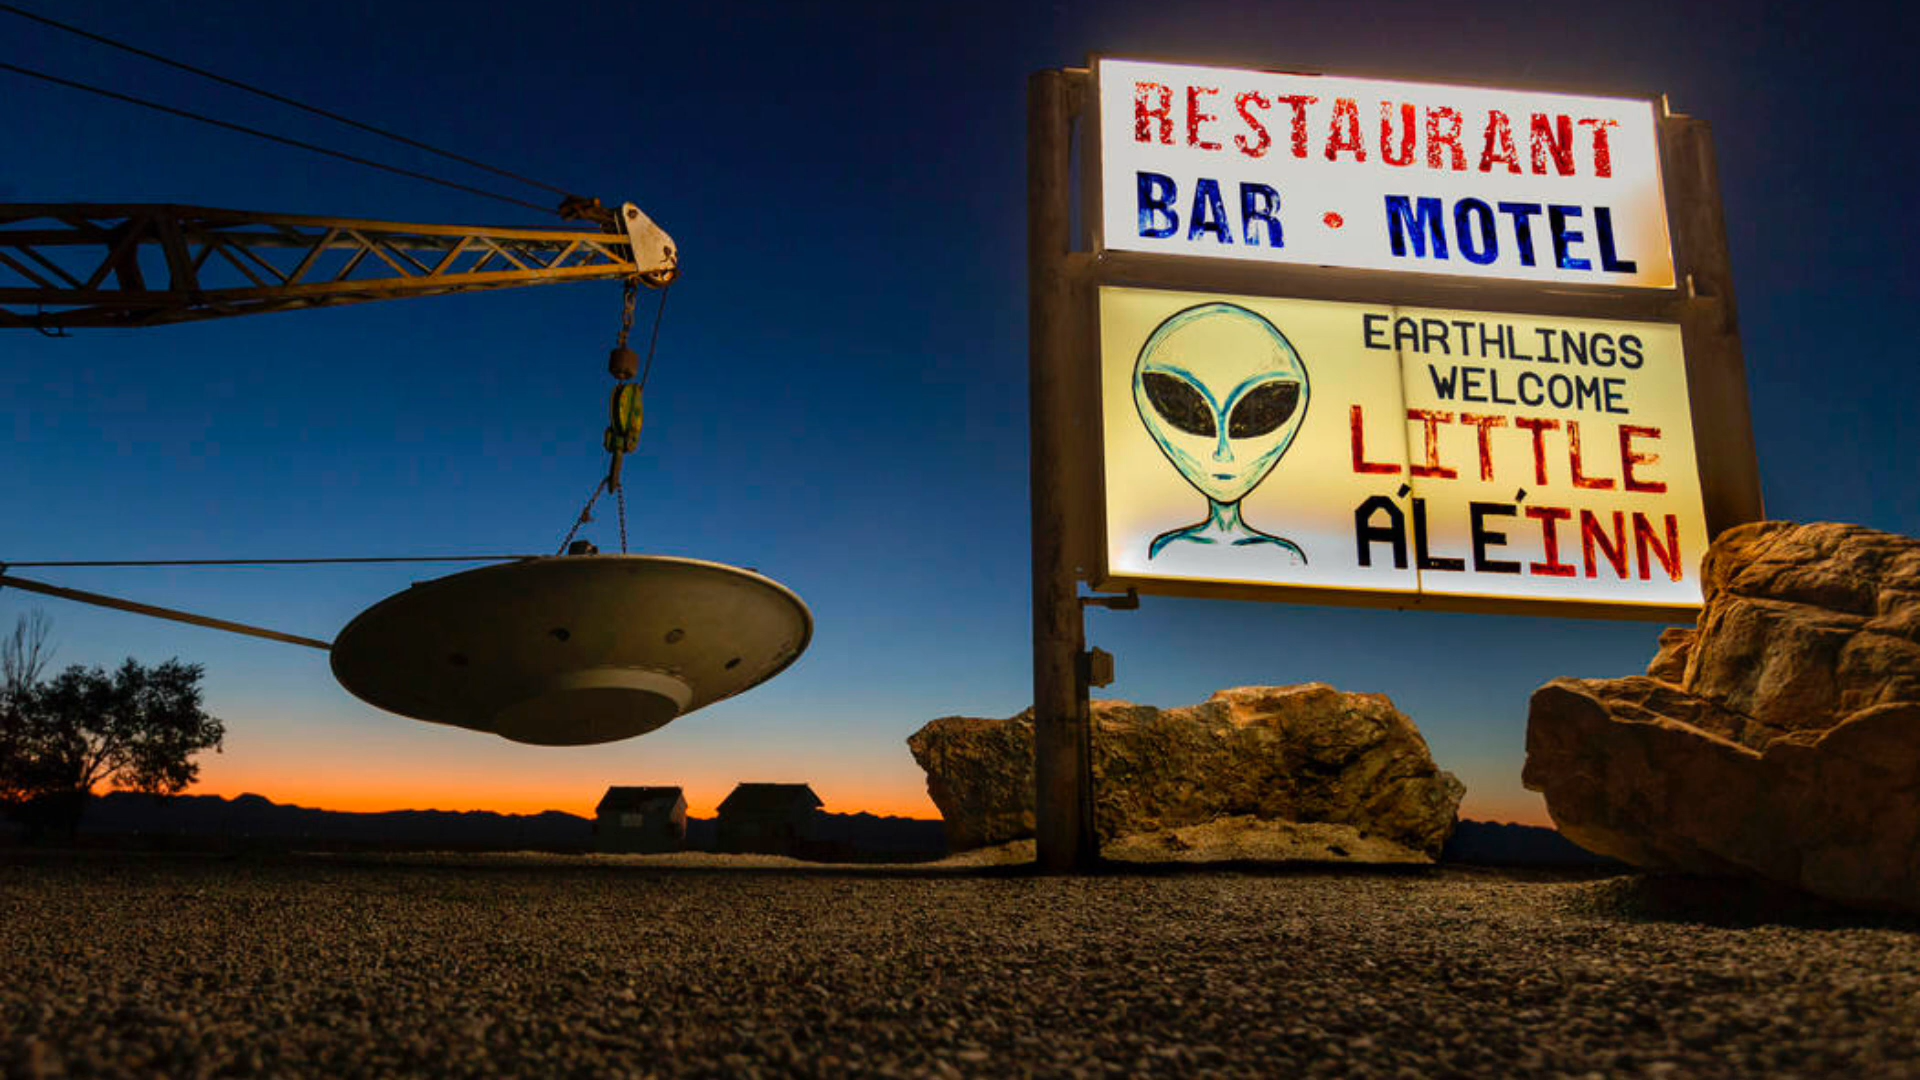 RESTAURANT
BAR • MOTEL
EARTHLINGS
WELCOME
LITTLE
A'LE'INN